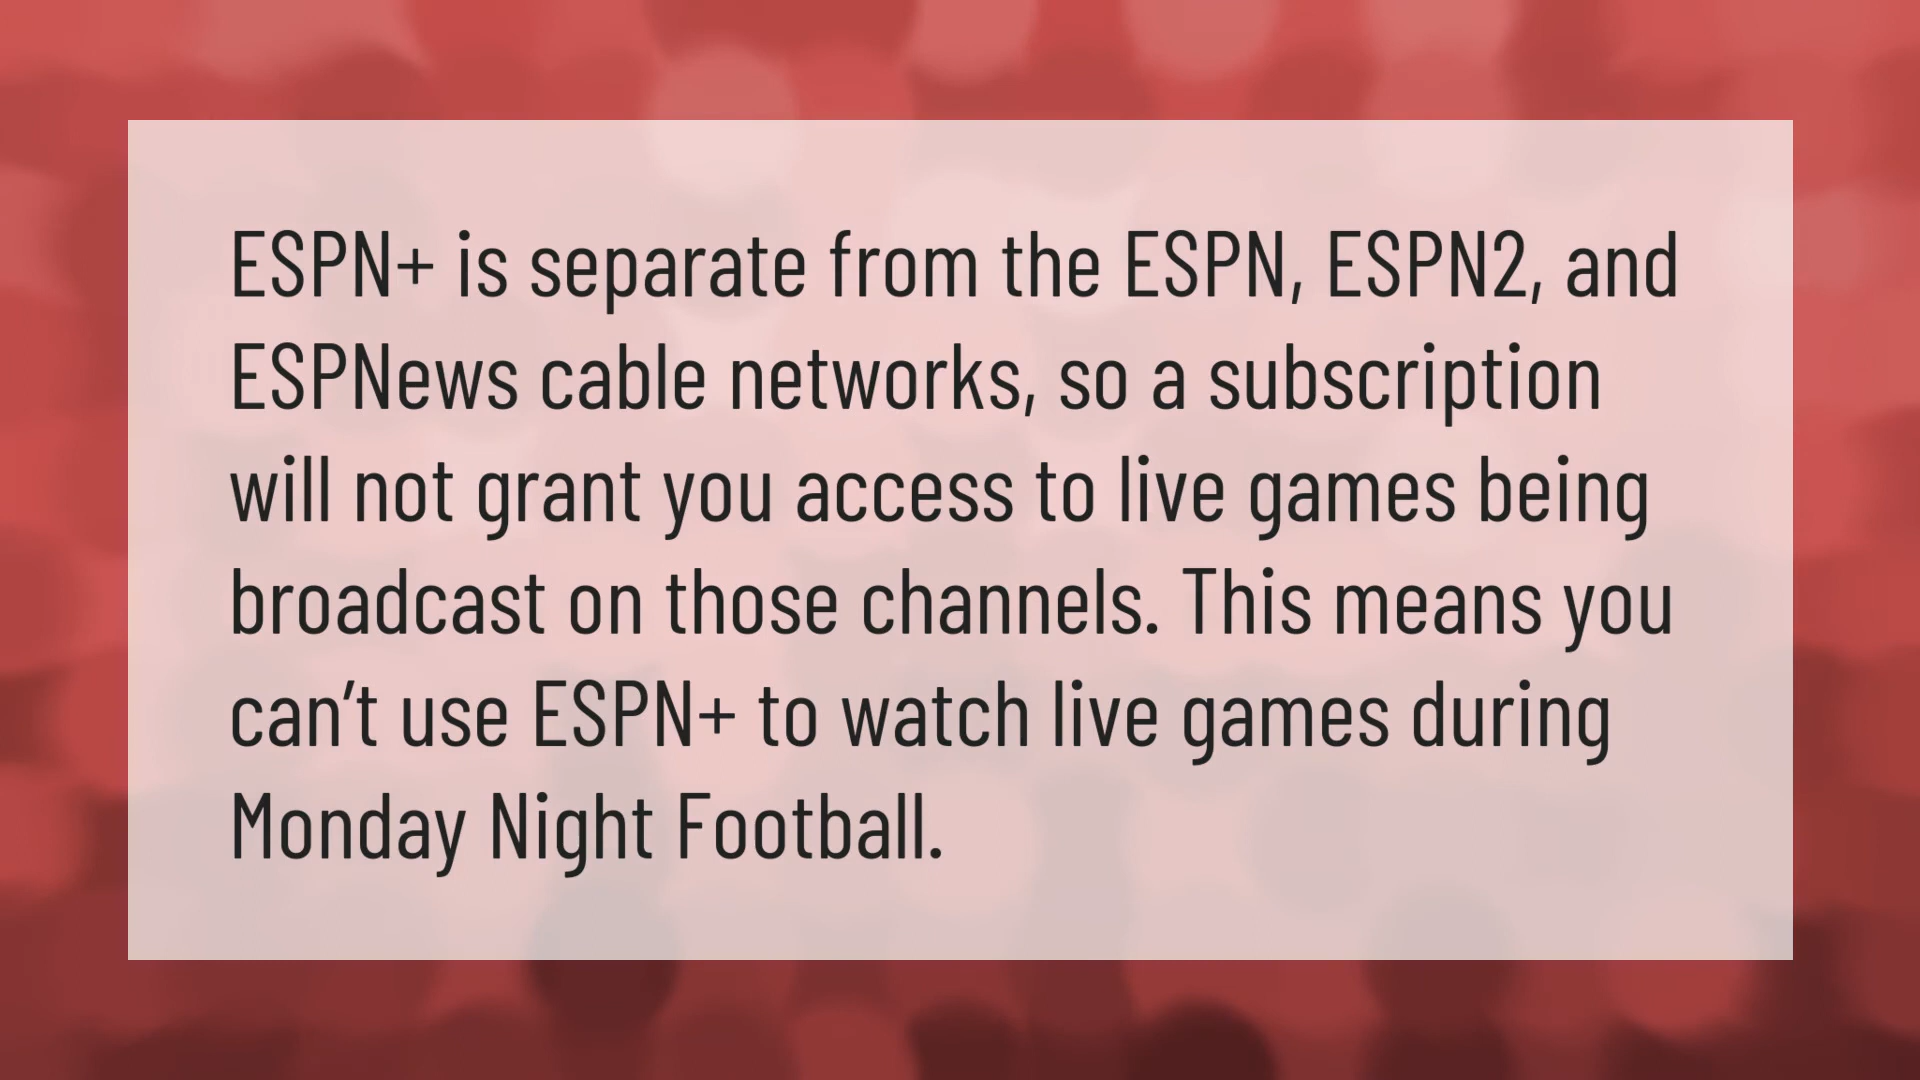 ESPN+ is separate from the ESPN, ESPN2, and
ESPNews cable networks, so a subscription
will not grant you access to live games being
broadcast on those channels. This means you
can’t use ESPN+ to watch live games during
Monday Night Football.